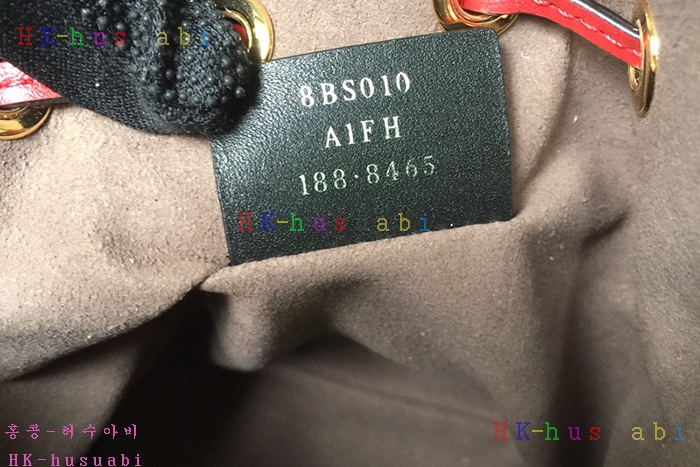 HK-hus abi
8BS010
A1FH
188·8465
HK-hus abi
홍콩-허수아비
HK-hus abi
HK-husuabi